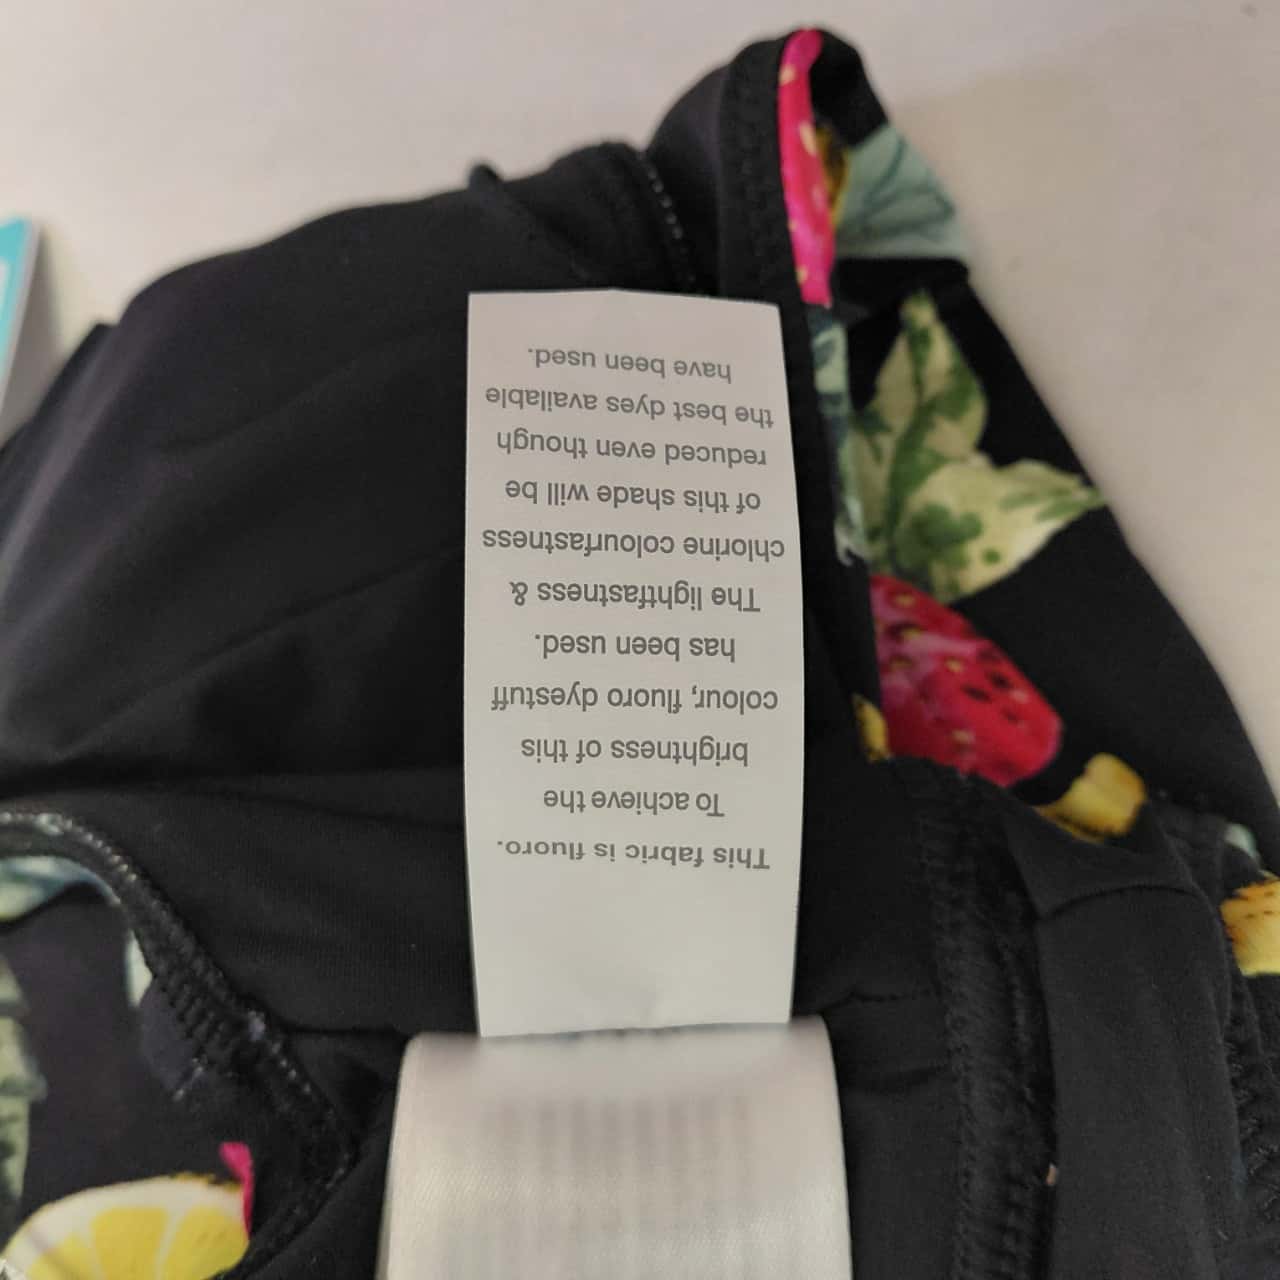 This fabric is fluoro.
To achieve the
brightness of this
colour, fluoro dyestuff
has been used.
The lightfastness &
chlorine colourfastness
of this shade will be
reduced even though
the best dyes available
have been used.